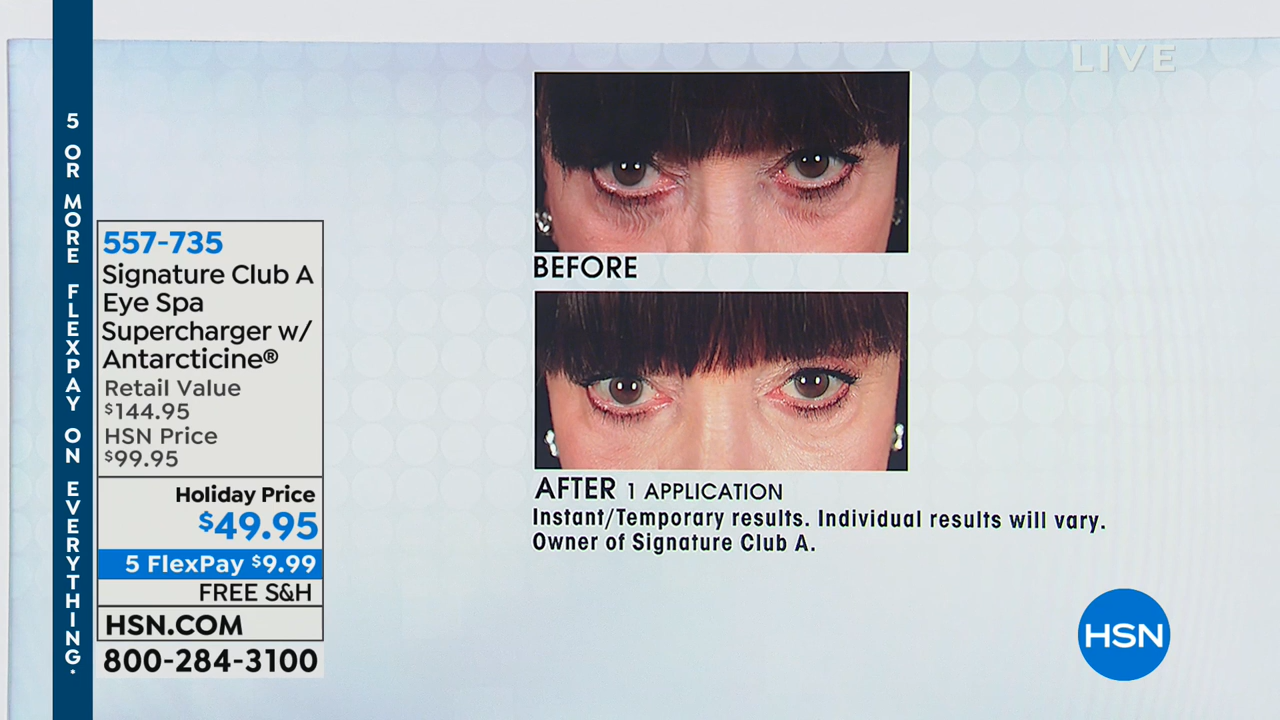 5 OR MORE FLEXPAY ON EVERYTHING.
557-735
Signature Club A
Eye Spa
Supercharger w/
Antarcticine®
Retail Value
$144.95
HSN Price
$99.95
Holiday Price
$49.95
5 FlexPay $9.99
FREE S&H
HSN.COM
800-284-3100
LIVE
BEFORE
AFTER 1 APPLICATION
Instant/Temporary results. Individual results will vary.
Owner of Signature Club A.
HSN